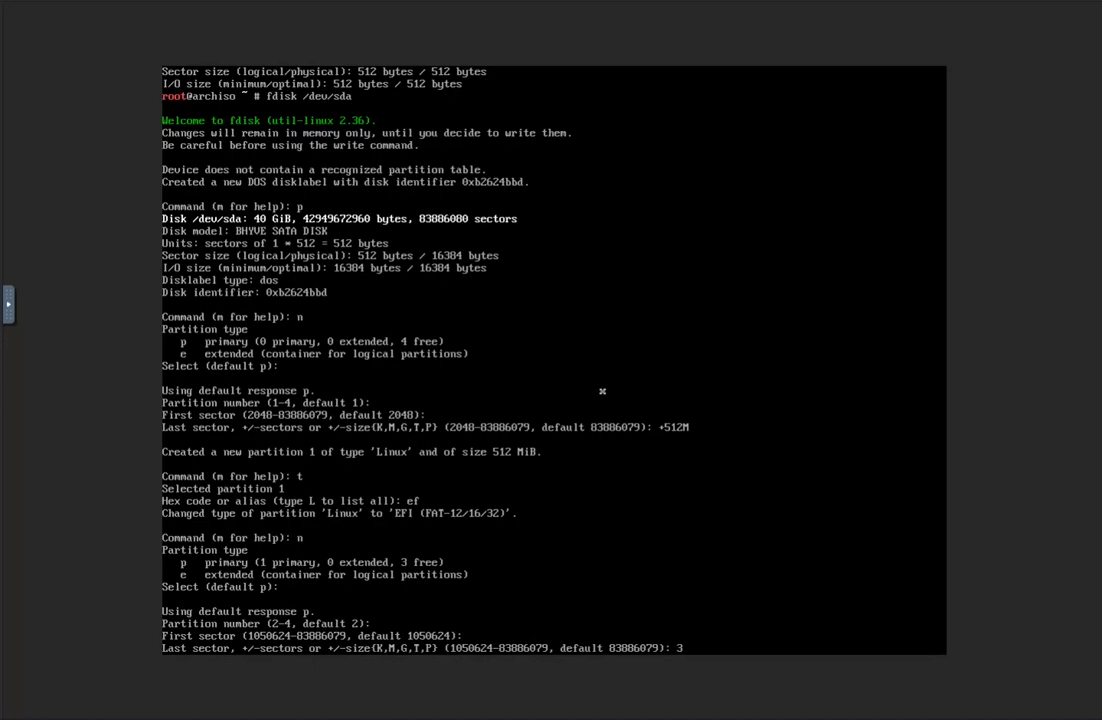 Sector size (logical/physical): 512 bytes / 512 bytes
I/O size (minimum/optimal): 512 bytes / 512 bytes
root@archiso ~ # fdisk /dev/sda
Welcome to fdisk (util-linux 2.36).
Changes will remain in memory only, until you decide to write them.
Be careful before using the write command.
Device does not contain a recognized partition table.
Created a new DOS disklabel with disk identifier 0xb2624bbd.
Command (m for help): p
Disk /dev/sda: 40 GiB, 42949672960 bytes, 83886080 sectors
Disk model: BHYVE SATA DISK
Units: sectors of 1 * 512 = 512 bytes
Sector size (logical/physical): 512 bytes / 16384 bytes
I/O size (minimum/optimal): 16384 bytes / 16384 bytes
Disklabel type: dos
Disk identifier: 0xb2624bbd
Command (m for help): n
Partition type
p primary (0 primary, 0 extended, 4 free)
e extended (container for logical partitions)
Select (default p):
Using default response p.
Partition number (1-4, default 1):
First sector (2048-83886079, default 2048):
Last sector, +/-sectors or +/-size{K,M,G,T,P} (2048-83886079, default 83886079): +512M
Created a new partition 1 of type 'Linux' and of size 512 MiB.
Command (m for help): t
Selected partition 1
Hex code or alias (type L to list all): ef
Changed type of partition 'Linux' to 'EFI (FAT-12/16/32)'.
Command (m for help): n
Partition type
p primary (1 primary, 0 extended, 3 free)
e extended (container for logical partitions)
Select (default p):
Using default response p.
Partition number (2-4, default 2):
First sector (1050624-83886079, default 1050624):
Last sector, +/-sectors or +/-size{K,M,G,T,P} (1050624-83886079, default 83886079): 3